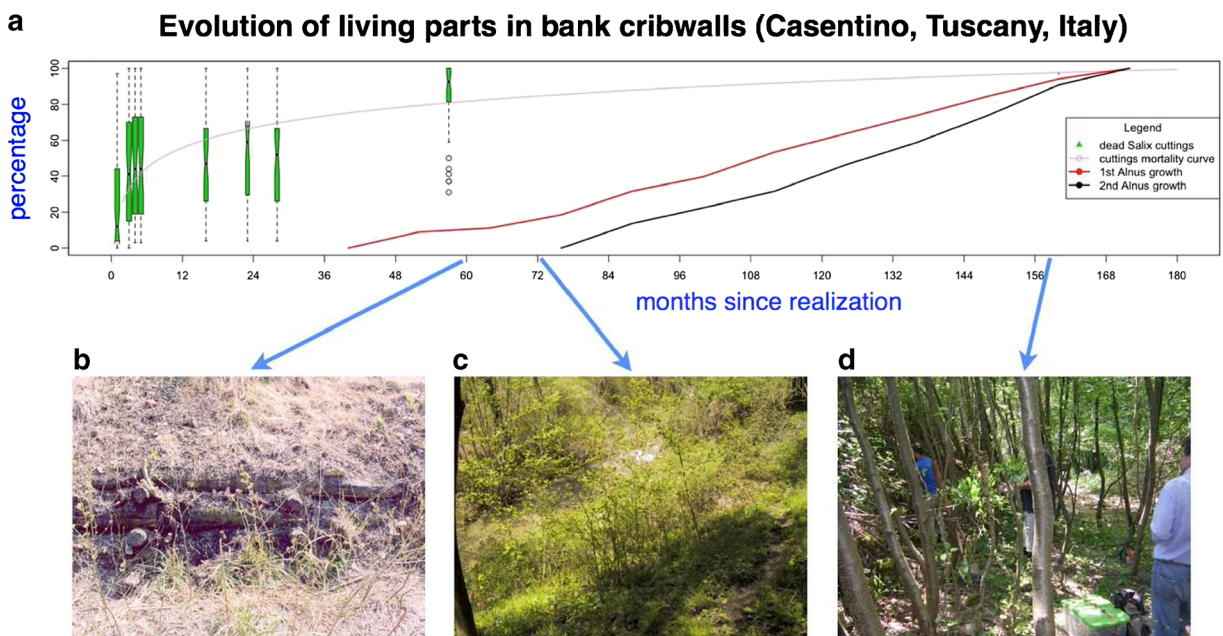 a
Evolution of living parts in bank cribwalls (Casentino, Tuscany, Italy)
percentage
100
80
60
40
20
0
Legend
dead Salix cuttings
cuttings mortality curve
1st Alnus growth
2nd Alnus growth
0 12 24 36 48 60 72 84 96 108 120 132 144 156 168 180
months since realization
b
c
d